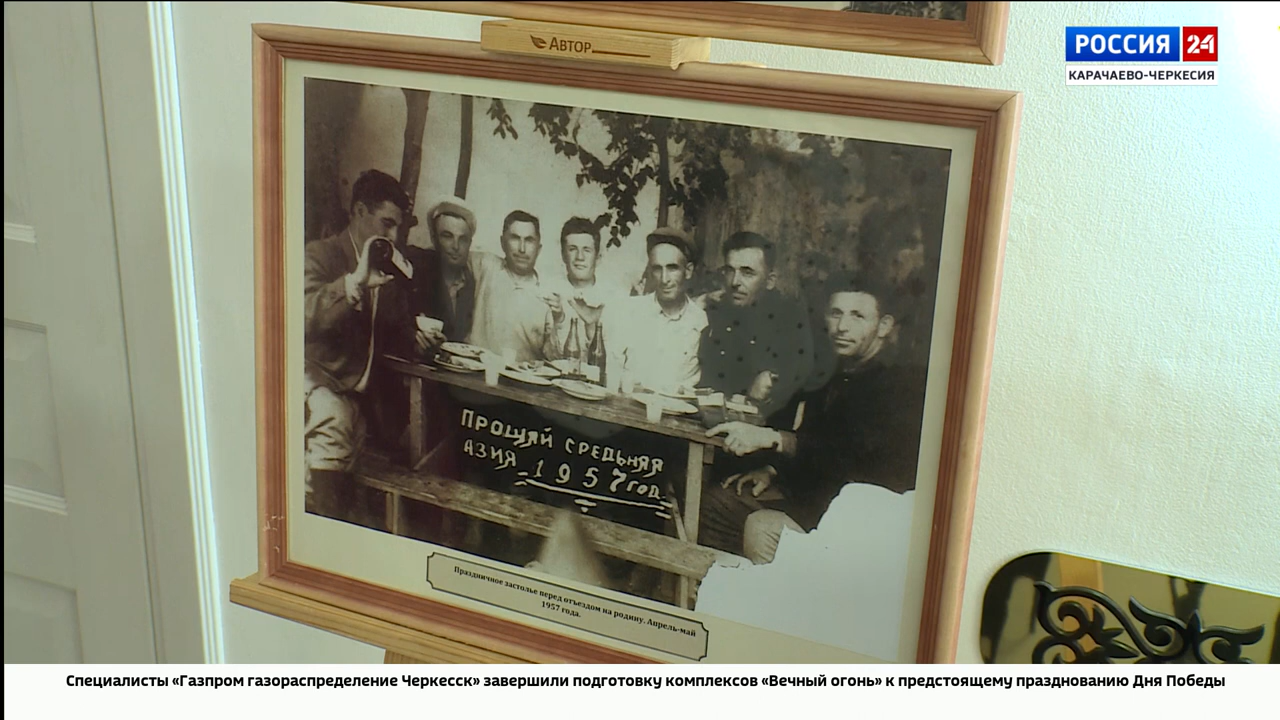 АВТОР
РОССИЯ 24
КАРАЧАЕВО-ЧЕРКЕСИЯ
ПРОЩАЙ СРЕДЬНЯЯ
АЗИЯ 1957 год.
Праздничное застолье перед отъездом на родину. Апрель-май
1957 года.
Специалисты «Газпром газораспределение Черкесск» завершили подготовку комплексов «Вечный огонь» к предстоящему празднованию Дня Победы